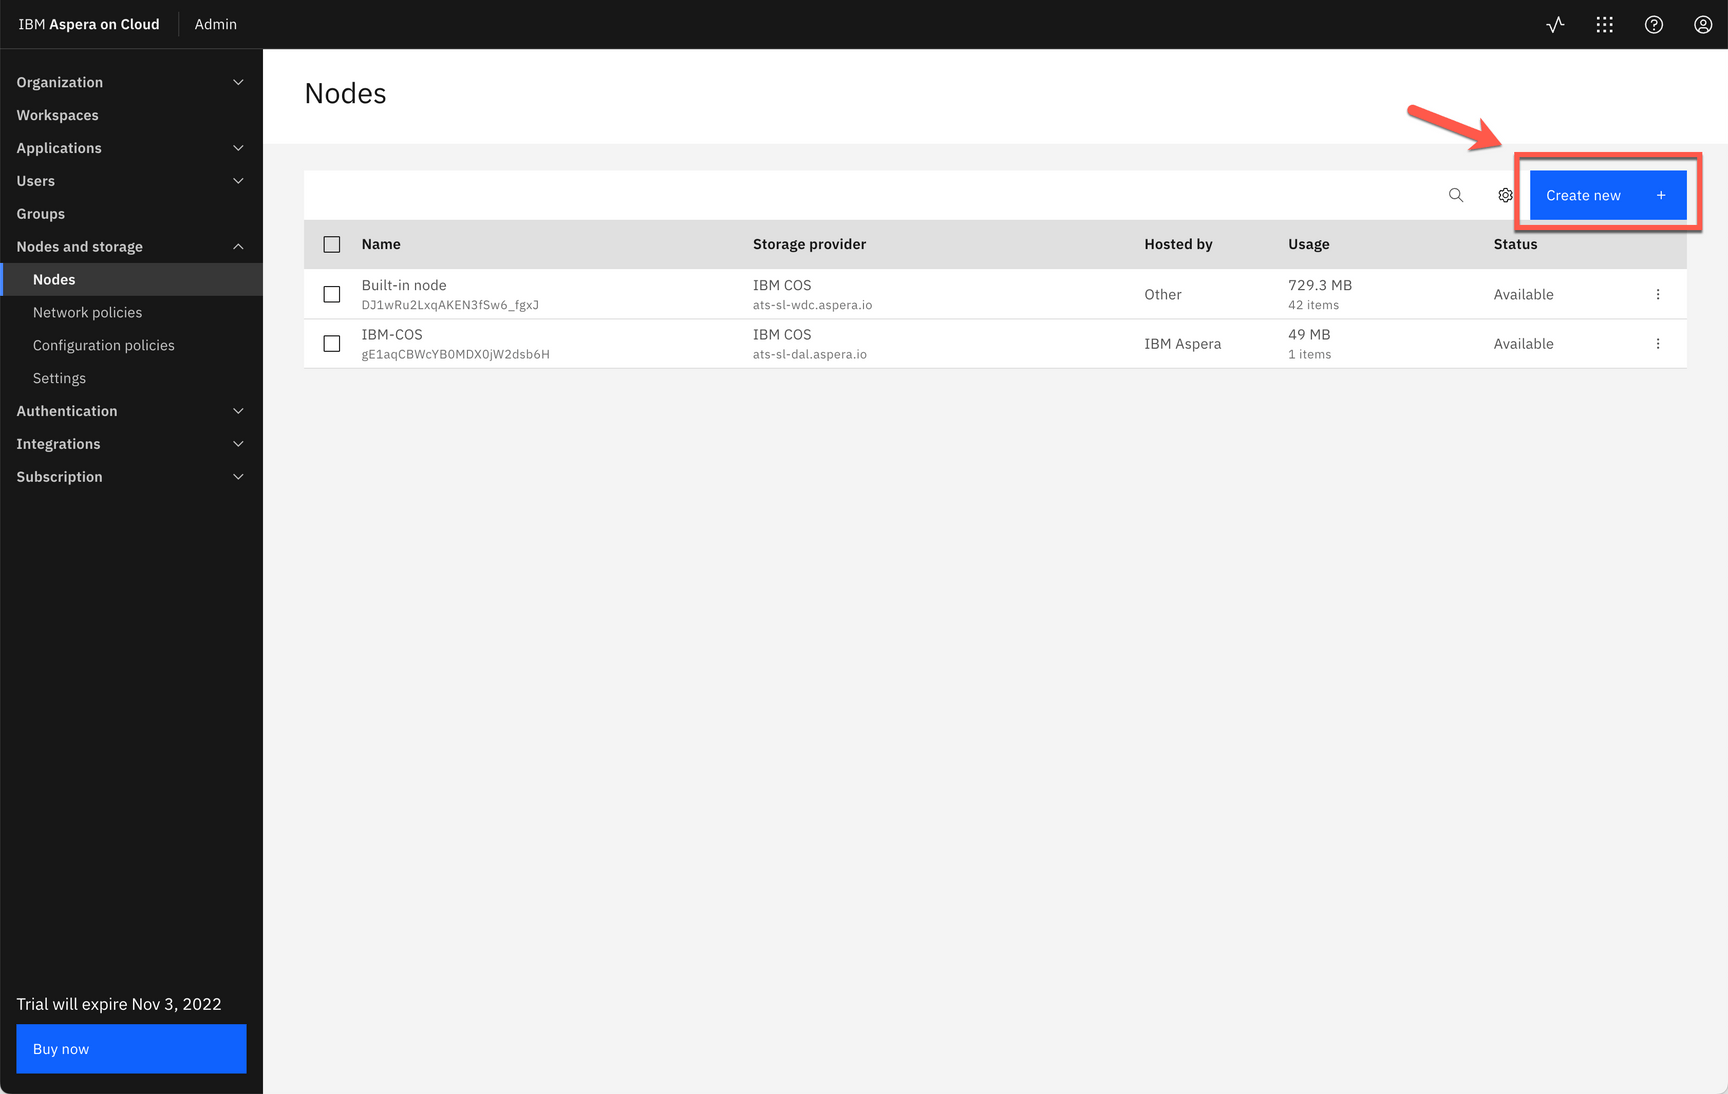 IBM Aspera on Cloud
Admin
Organization
Workspaces
Applications
Users
Groups
Nodes and storage
Nodes
Network policies
Configuration policies
Settings
Authentication
Integrations
Subscription
Trial will expire Nov 3, 2022
Buy now
Nodes
Create new +
Name Storage provider Hosted by Usage Status
Built-in node IBM COS Other 729.3 MB Available
DJ1wRu2LxqAKEN3fSw6_fgxJ ats-sl-wdc.aspera.io 42 items
IBM-COS IBM COS IBM Aspera 49 MB Available
gE1aqCBWcYB0MDX0jW2dsb6H ats-sl-dal.aspera.io 1 items